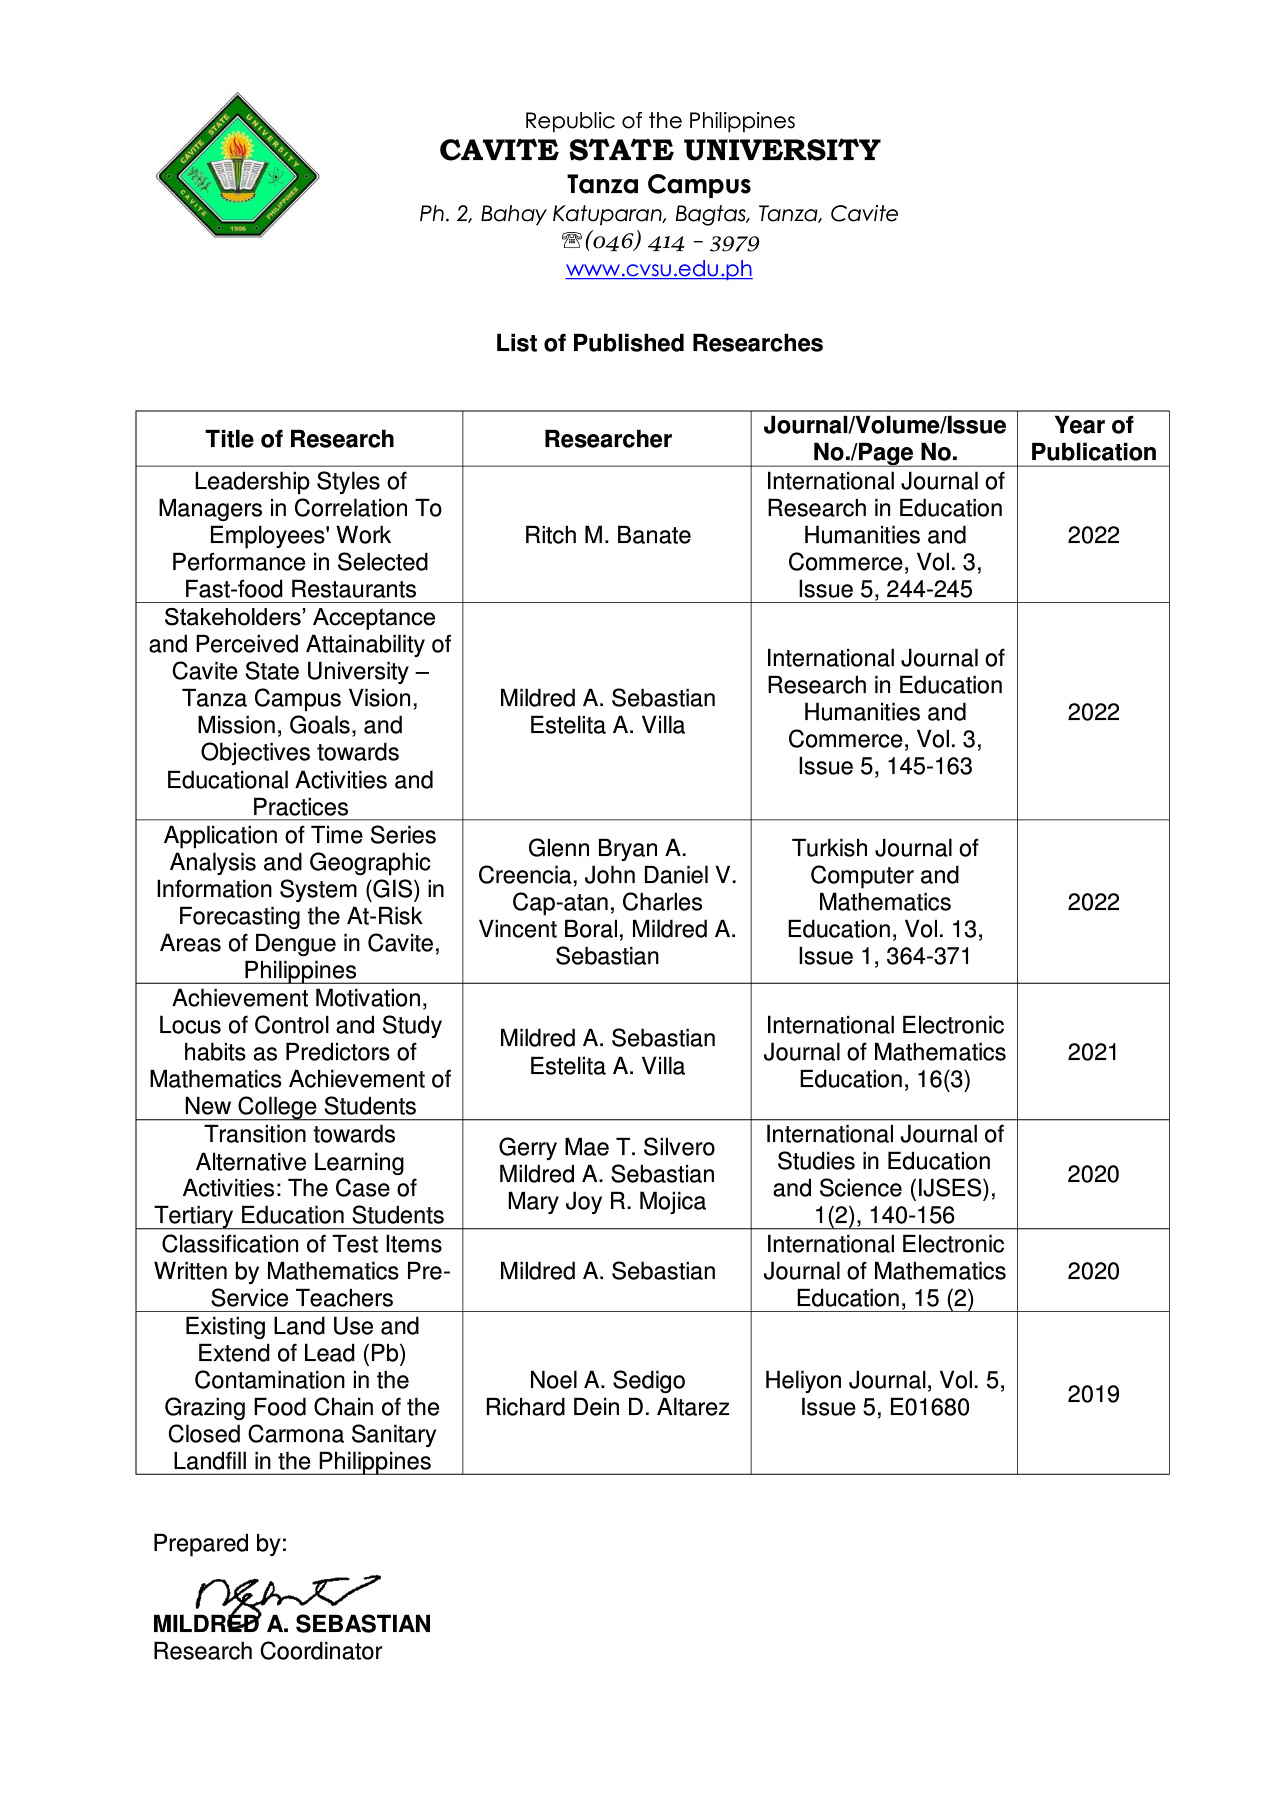 CAVITE STATE UNIVERSITY
CAVITE
PHILIPPINES
1906
Republic of the Philippines
CAVITE STATE UNIVERSITY
Tanza Campus
Ph. 2, Bahay Katuparan, Bagtas, Tanza, Cavite
☏(046) 414 – 3979
www.cvsu.edu.ph
List of Published Researches
Title of Research
Researcher
Journal/Volume/Issue
No./Page No.
Year of
Publication
Leadership Styles of
Managers in Correlation To
Employees' Work
Performance in Selected
Fast-food Restaurants
Ritch M. Banate
International Journal of
Research in Education
Humanities and
Commerce, Vol. 3,
Issue 5, 244-245
2022
Stakeholders’ Acceptance
and Perceived Attainability of
Cavite State University –
Tanza Campus Vision,
Mission, Goals, and
Objectives towards
Educational Activities and
Practices
Mildred A. Sebastian
Estelita A. Villa
International Journal of
Research in Education
Humanities and
Commerce, Vol. 3,
Issue 5, 145-163
2022
Application of Time Series
Analysis and Geographic
Information System (GIS) in
Forecasting the At-Risk
Areas of Dengue in Cavite,
Philippines
Glenn Bryan A.
Creencia, John Daniel V.
Cap-atan, Charles
Vincent Boral, Mildred A.
Sebastian
Turkish Journal of
Computer and
Mathematics
Education, Vol. 13,
Issue 1, 364-371
2022
Achievement Motivation,
Locus of Control and Study
habits as Predictors of
Mathematics Achievement of
New College Students
Mildred A. Sebastian
Estelita A. Villa
International Electronic
Journal of Mathematics
Education, 16(3)
2021
Transition towards
Alternative Learning
Activities: The Case of
Tertiary Education Students
Gerry Mae T. Silvero
Mildred A. Sebastian
Mary Joy R. Mojica
International Journal of
Studies in Education
and Science (IJSES),
1(2), 140-156
2020
Classification of Test Items
Written by Mathematics Pre-
Service Teachers
Mildred A. Sebastian
International Electronic
Journal of Mathematics
Education, 15 (2)
2020
Existing Land Use and
Extend of Lead (Pb)
Contamination in the
Grazing Food Chain of the
Closed Carmona Sanitary
Landfill in the Philippines
Noel A. Sedigo
Richard Dein D. Altarez
Heliyon Journal, Vol. 5,
Issue 5, E01680
2019
Prepared by:
MILDRED A. SEBASTIAN
Research Coordinator